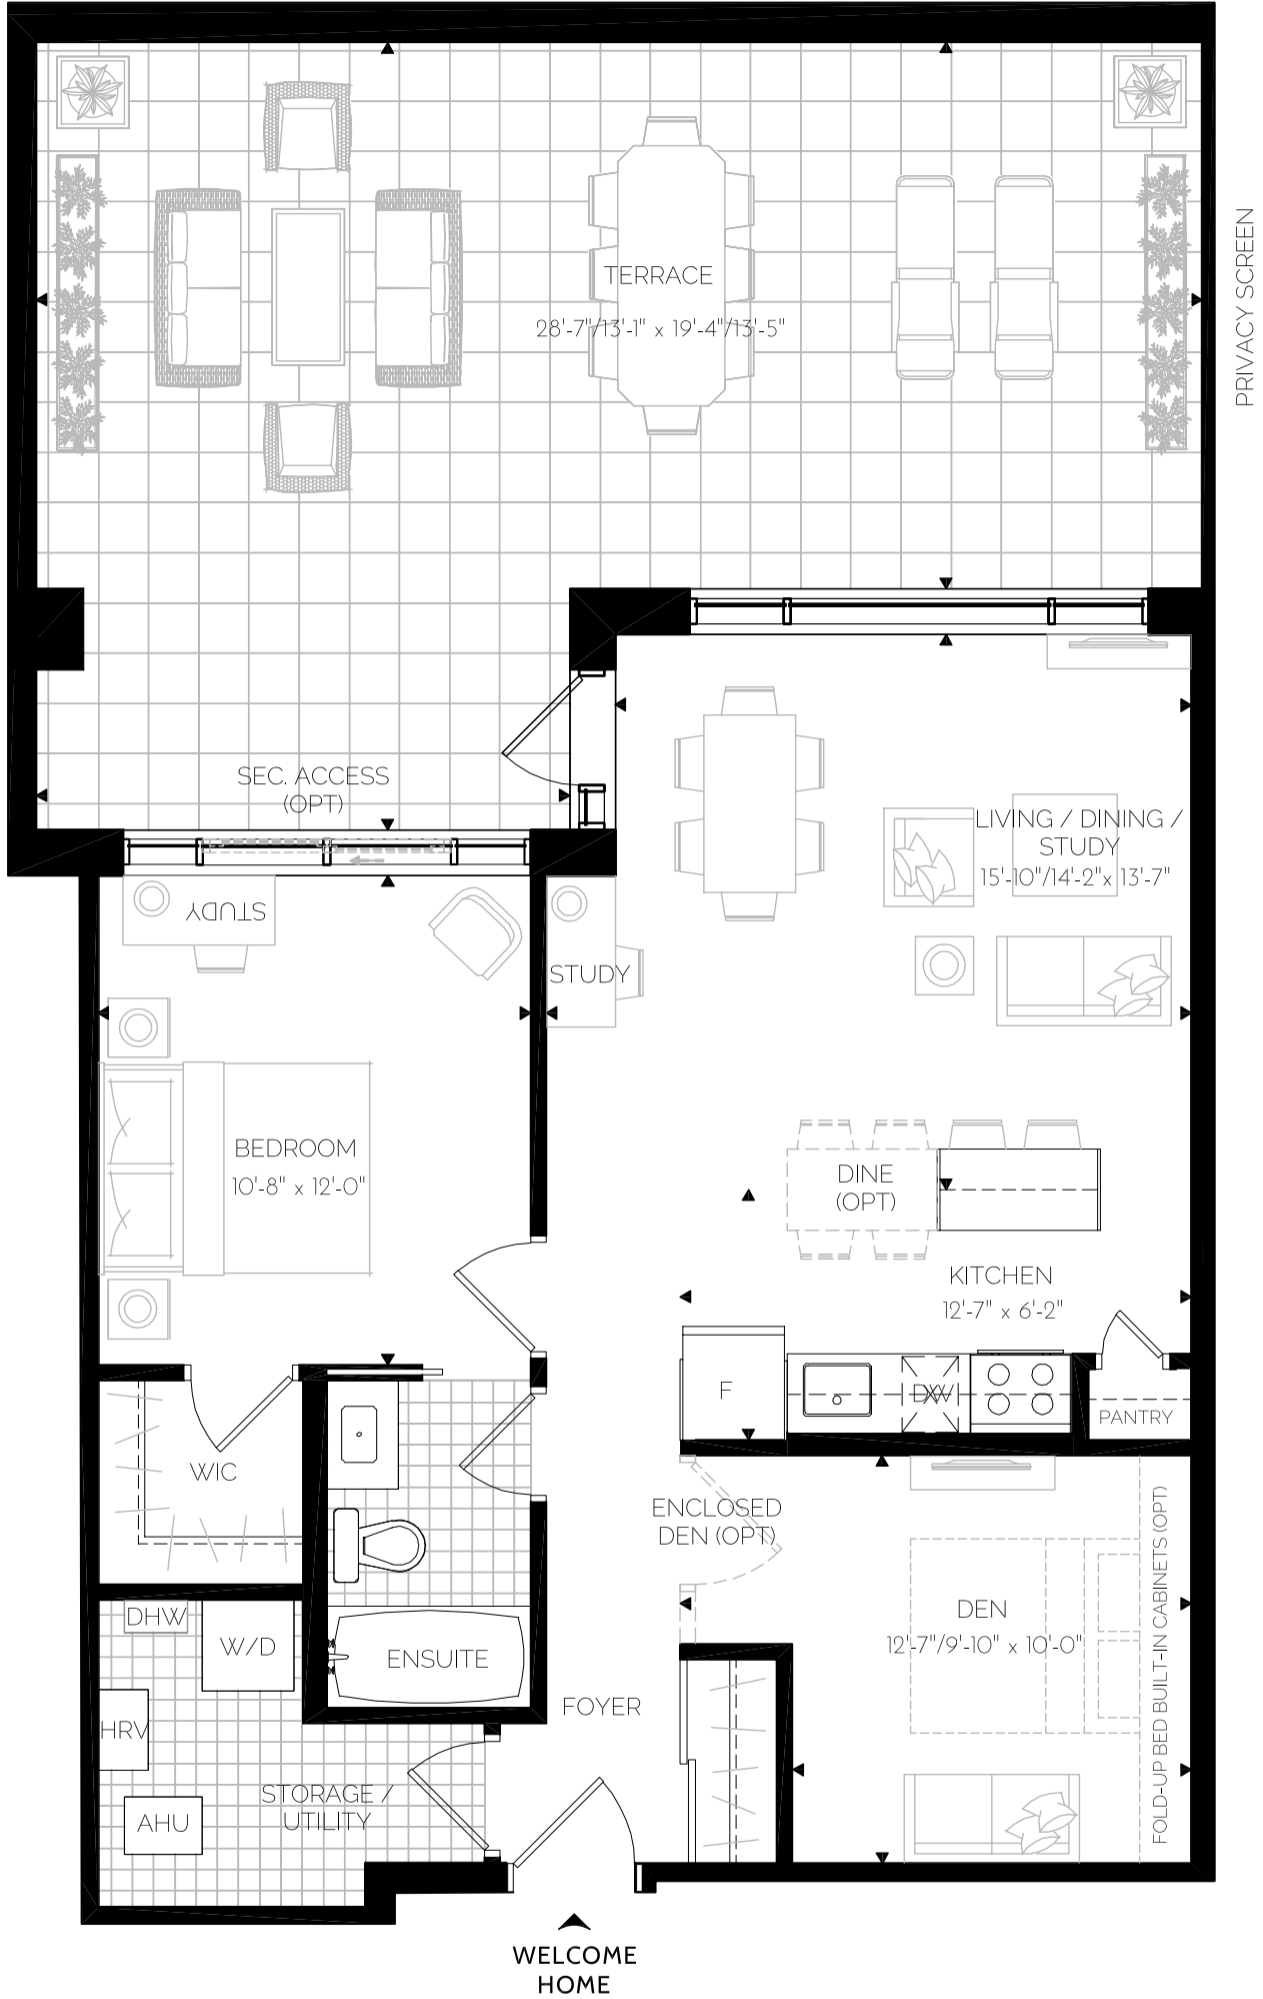 PRIVACY SCREEN
TERRACE
28'-7"/13'-1" x 19'-4"/13'-5"
SEC. ACCESS
(OPT)
LIVING / DINING /
STUDY
15'-10"/14'-2"x 13'-7"
STUDY
STUDY
BEDROOM
10'-8" x 12'-0"
DINE
(OPT)
KITCHEN
12'-7" x 6'-2"
F
DW
PANTRY
WIC
ENCLOSED
DEN (OPT)
DEN
12'-7"/9'-10" x 10'-0"
FOLD-UP BED BUILT-IN CABINETS (OPT)
DHW
W/D
ENSUITE
HRV
FOYER
STORAGE /
UTILITY
AHU
WELCOME
HOME